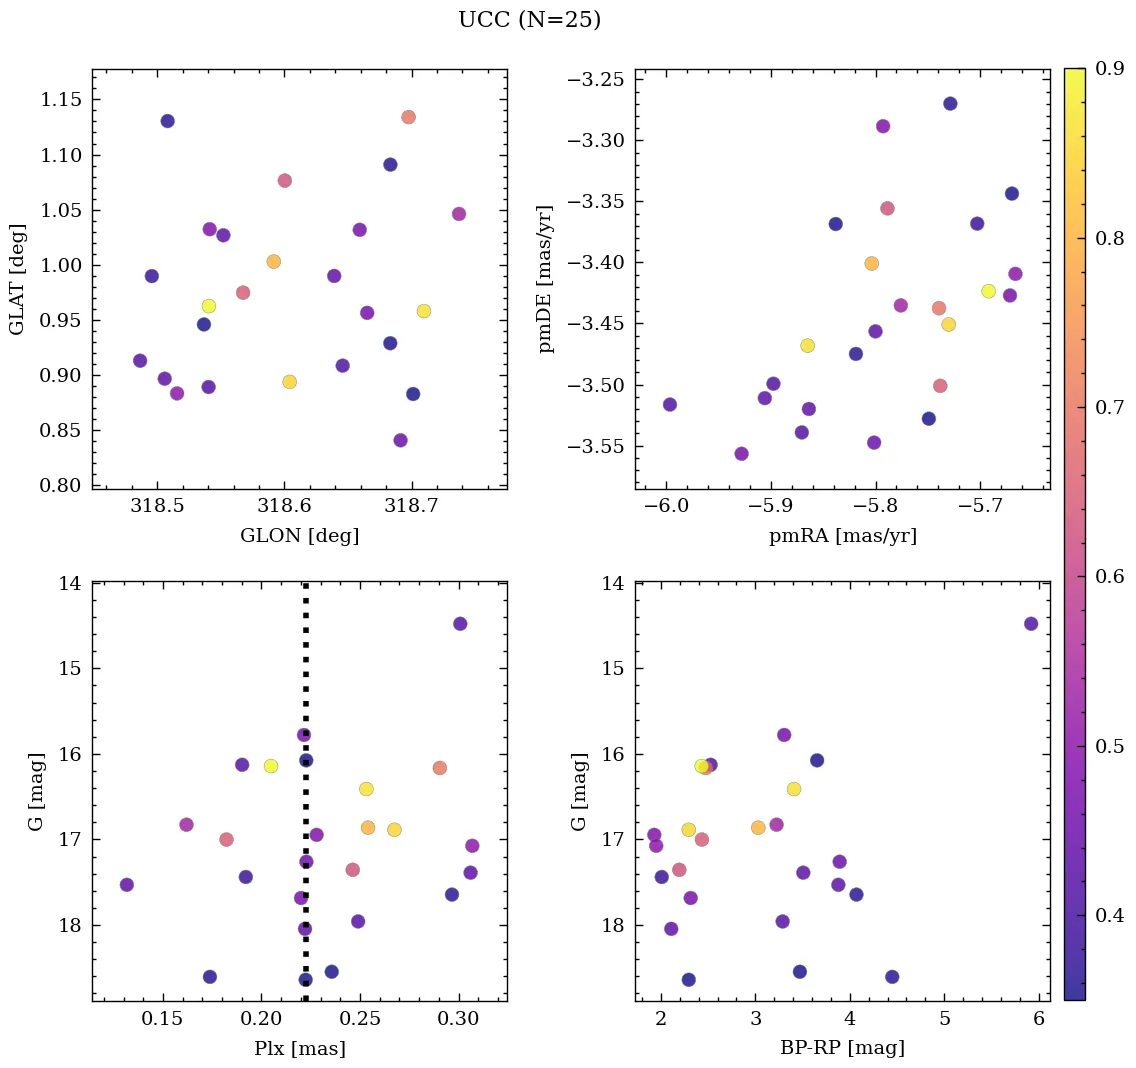 UCC (N=25)
1.15
1.10
1.05
1.00
0.95
0.90
0.85
0.80
GLAT [deg]
318.5 318.6 318.7
GLON [deg]
−3.25
−3.30
−3.35
−3.40
−3.45
−3.50
−3.55
pmDE [mas/yr]
−6.0 −5.9 −5.8 −5.7
pmRA [mas/yr]
14
15
16
17
18
G [mag]
0.15 0.20 0.25 0.30
Plx [mas]
14
15
16
17
18
G [mag]
2 3 4 5 6
BP-RP [mag]
0.9
0.8
0.7
0.6
0.5
0.4